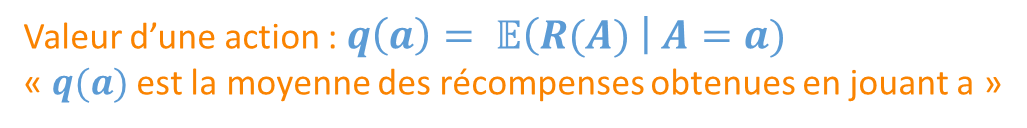 Valeur d’une action : q(a) = 𝔼(R(A) | A = a)
« q(a) est la moyenne des récompenses obtenues en jouant a »